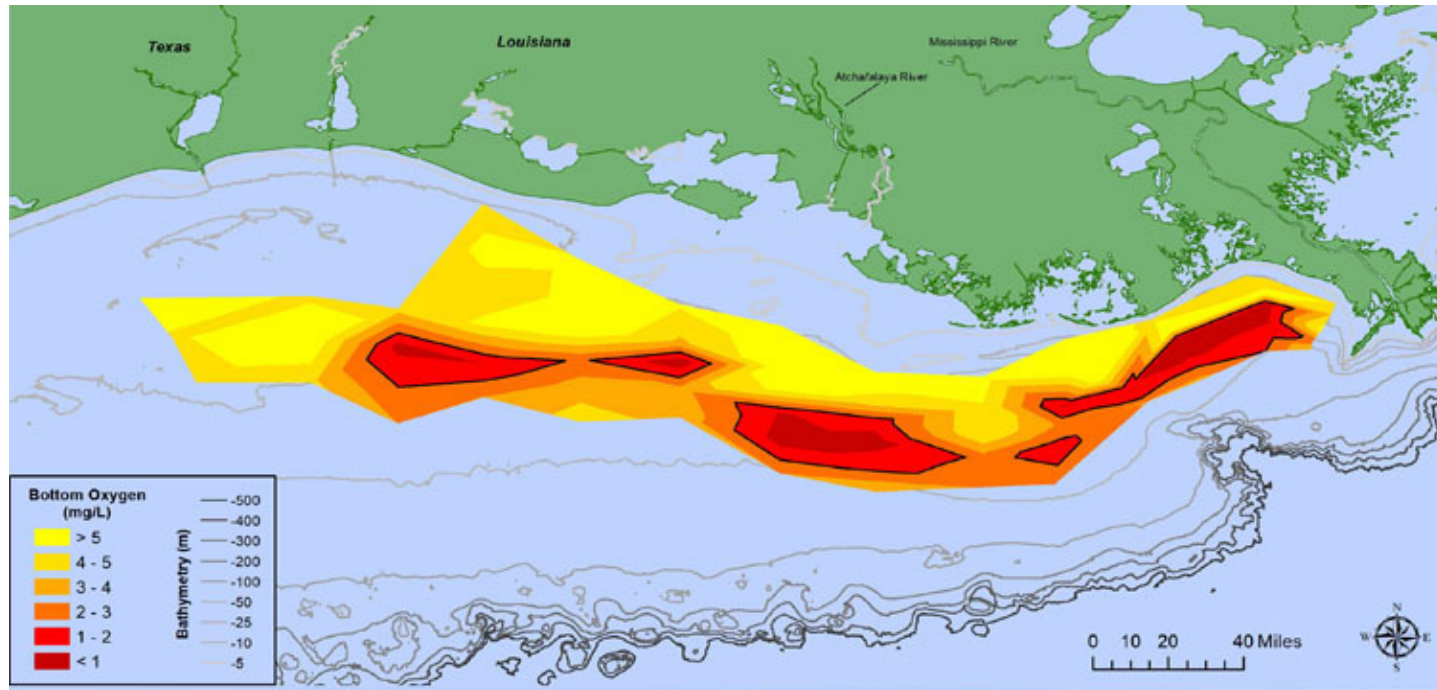 Texas
Louisiana
Mississippi River
Atchafalaya River
Bottom Oxygen
(mg/L)
> 5
4 - 5
3 - 4
2 - 3
1 - 2
< 1
Bathymetry (m)
-500
-400
-300
-200
-100
-50
-25
-10
-5
0 10 20 40 Miles
N
W E
S